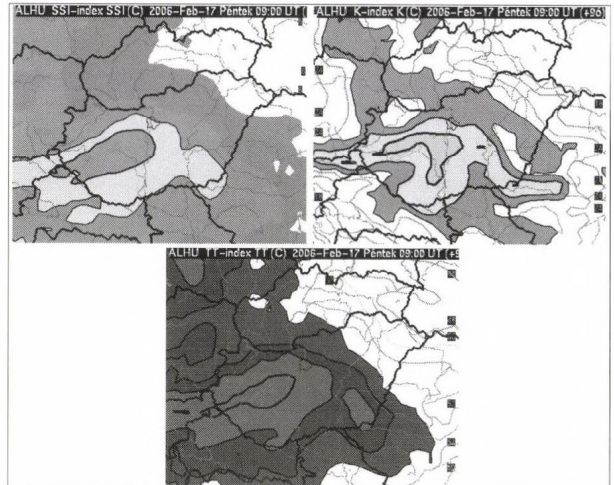 ALHU SSI-index SSI(C) 2006-Feb-17 Péntek 09:00 UT (
ALHU K-index K(C) 2006-Feb-17 Péntek 09:00 UT (+96)
ALHU TT-index TT (C) 2006-Feb-17 Péntek 09:00 UT (+9